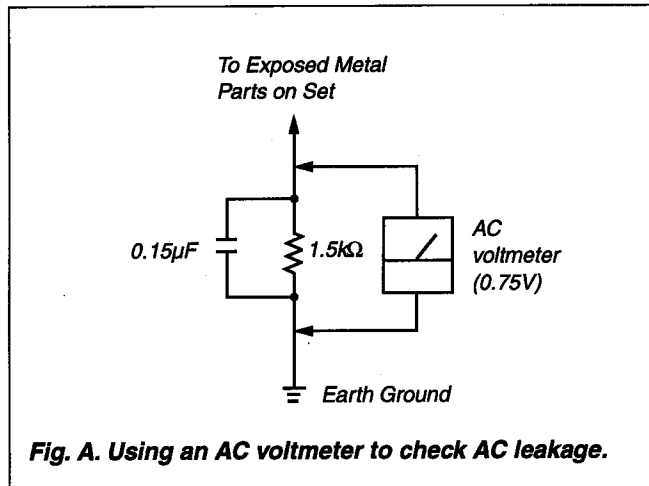 To Exposed Metal
Parts on Set
0.15µF
1.5kΩ
AC
voltmeter
(0.75V)
Earth Ground
Fig. A. Using an AC voltmeter to check AC leakage.